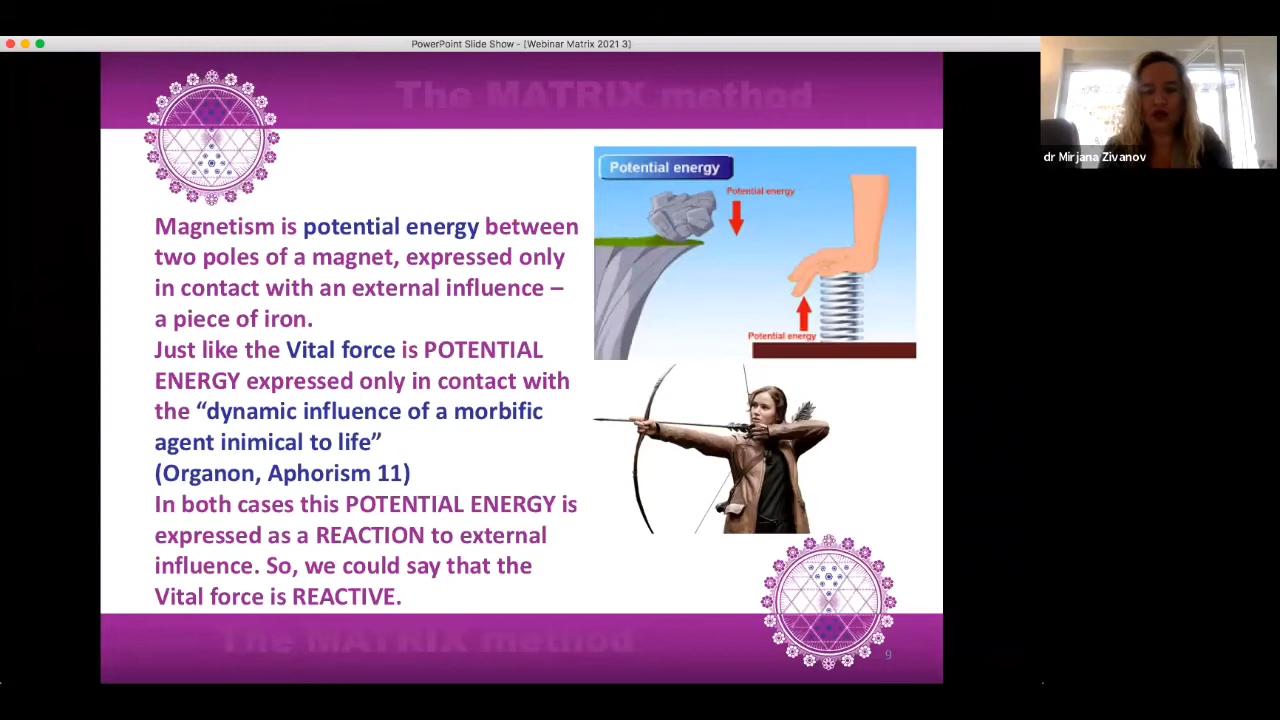 PowerPoint Slide Show - [Webinar Matrix 2021 3]
The MATRIX method
dr Mirjana Zivanov
Potential energy
Potential energy
Potential energy
Magnetism is potential energy between
two poles of a magnet, expressed only
in contact with an external influence –
a piece of iron.
Just like the Vital force is POTENTIAL
ENERGY expressed only in contact with
the “dynamic influence of a morbific
agent inimical to life”
(Organon, Aphorism 11)
In both cases this POTENTIAL ENERGY is
expressed as a REACTION to external
influence. So, we could say that the
Vital force is REACTIVE.
The MATRIX method
9